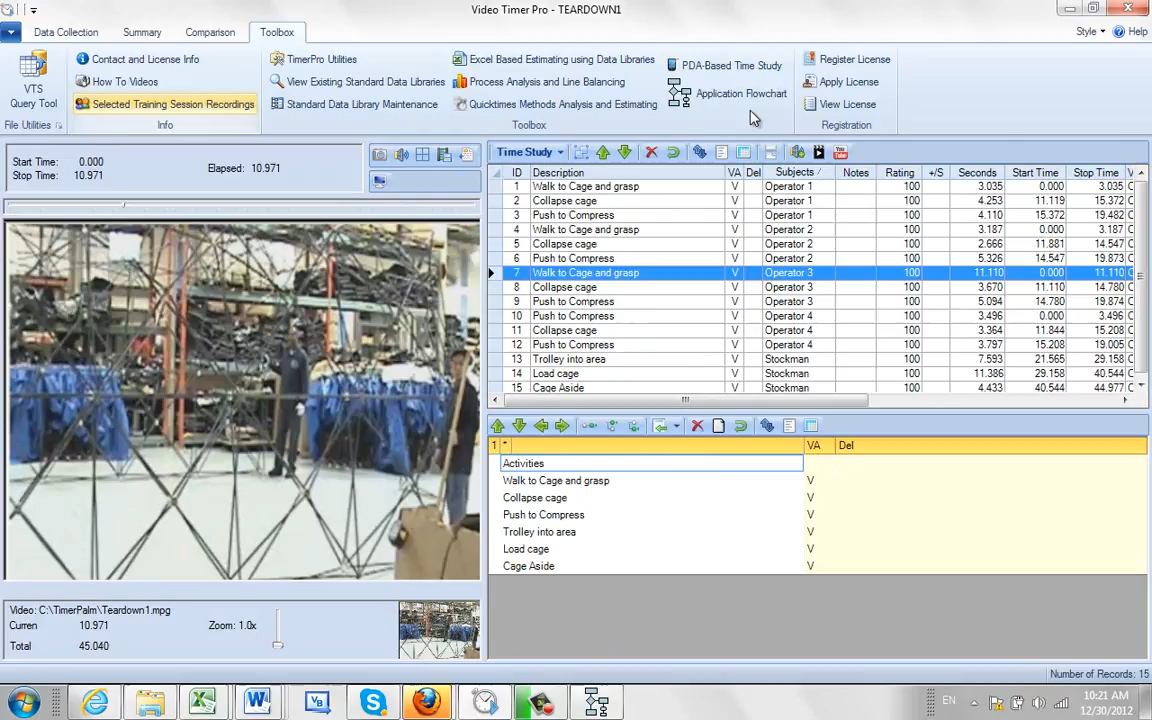 Video Timer Pro - TEARDOWN1
Data Collection Summary Comparison Toolbox Style Help
VTS Query Tool
File Utilities
Contact and License Info
How To Videos
Selected Training Session Recordings
Info
TimerPro Utilities
View Existing Standard Data Libraries
Standard Data Library Maintenance
Excel Based Estimating using Data Libraries
Process Analysis and Line Balancing
Quicktimes Methods Analysis and Estimating
PDA-Based Time Study
Application Flowchart
Toolbox
Register License
Apply License
View License
Registration
Start Time: 0.000
Stop Time: 10.971
Elapsed: 10.971
Time Study
ID Description VA Del Subjects / Notes Rating +/S Seconds Start Time Stop Time V
1 Walk to Cage and grasp V Operator 1 100 3.035 0.000 3.035 C
2 Collapse cage V Operator 1 100 4.253 11.119 15.372 C
3 Push to Compress V Operator 1 100 4.110 15.372 19.482 C
4 Walk to Cage and grasp V Operator 2 100 3.187 0.000 3.187 C
5 Collapse cage V Operator 2 100 2.666 11.881 14.547 C
6 Push to Compress V Operator 2 100 5.326 14.547 19.873 C
7 Walk to Cage and grasp V Operator 3 100 11.110 0.000 11.110 C
8 Collapse cage V Operator 3 100 3.670 11.110 14.780 C
9 Push to Compress V Operator 3 100 5.094 14.780 19.874 C
10 Push to Compress V Operator 4 100 3.496 0.000 3.496 C
11 Collapse cage V Operator 4 100 3.364 11.844 15.208 C
12 Push to Compress V Operator 4 100 3.797 15.208 19.005 C
13 Trolley into area V Stockman 100 7.593 21.565 29.158 C
14 Load cage V Stockman 100 11.386 29.158 40.544 C
15 Cage Aside V Stockman 100 4.433 40.544 44.977 C
1 * VA Del
Activities
Walk to Cage and grasp V
Collapse cage V
Push to Compress V
Trolley into area V
Load cage V
Cage Aside V
Video: C:\TimerPalm\Teardown1.mpg
Curren 10.971 Zoom: 1.0x
Total 45.040
Number of Records: 15
EN 10:21 AM
12/30/2012